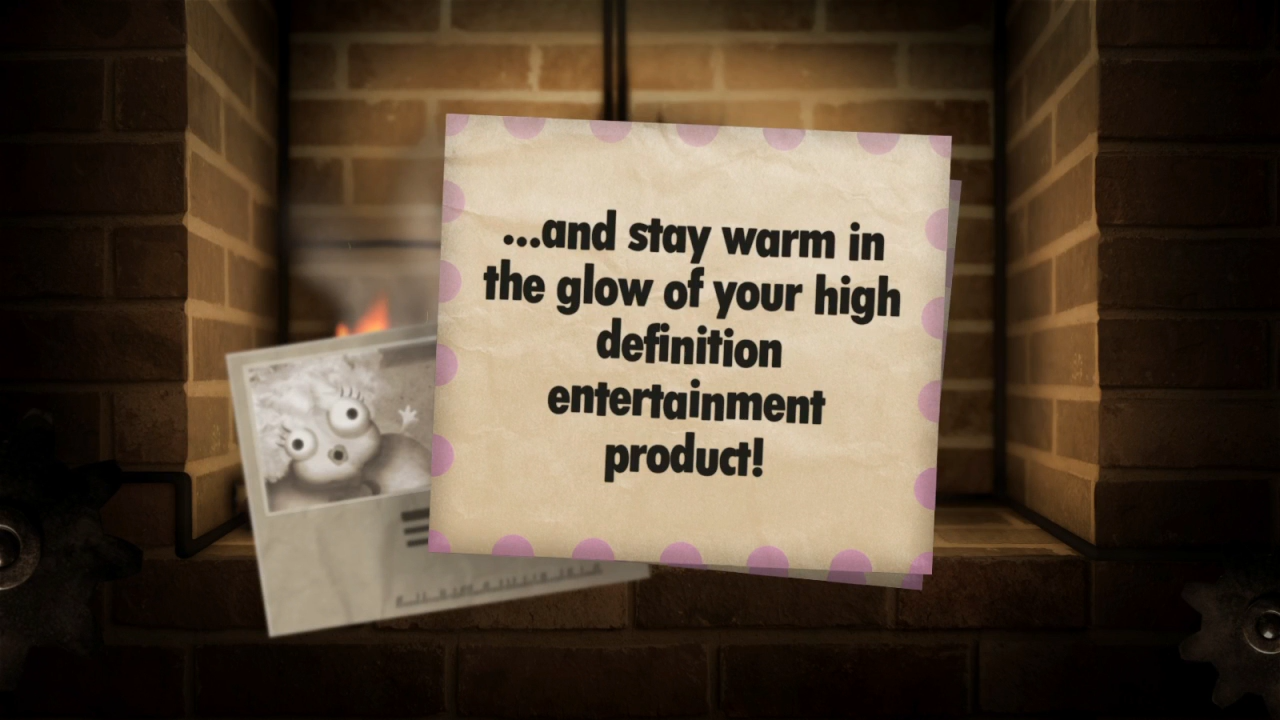 ...and stay warm in
the glow of your high
definition
entertainment
product!